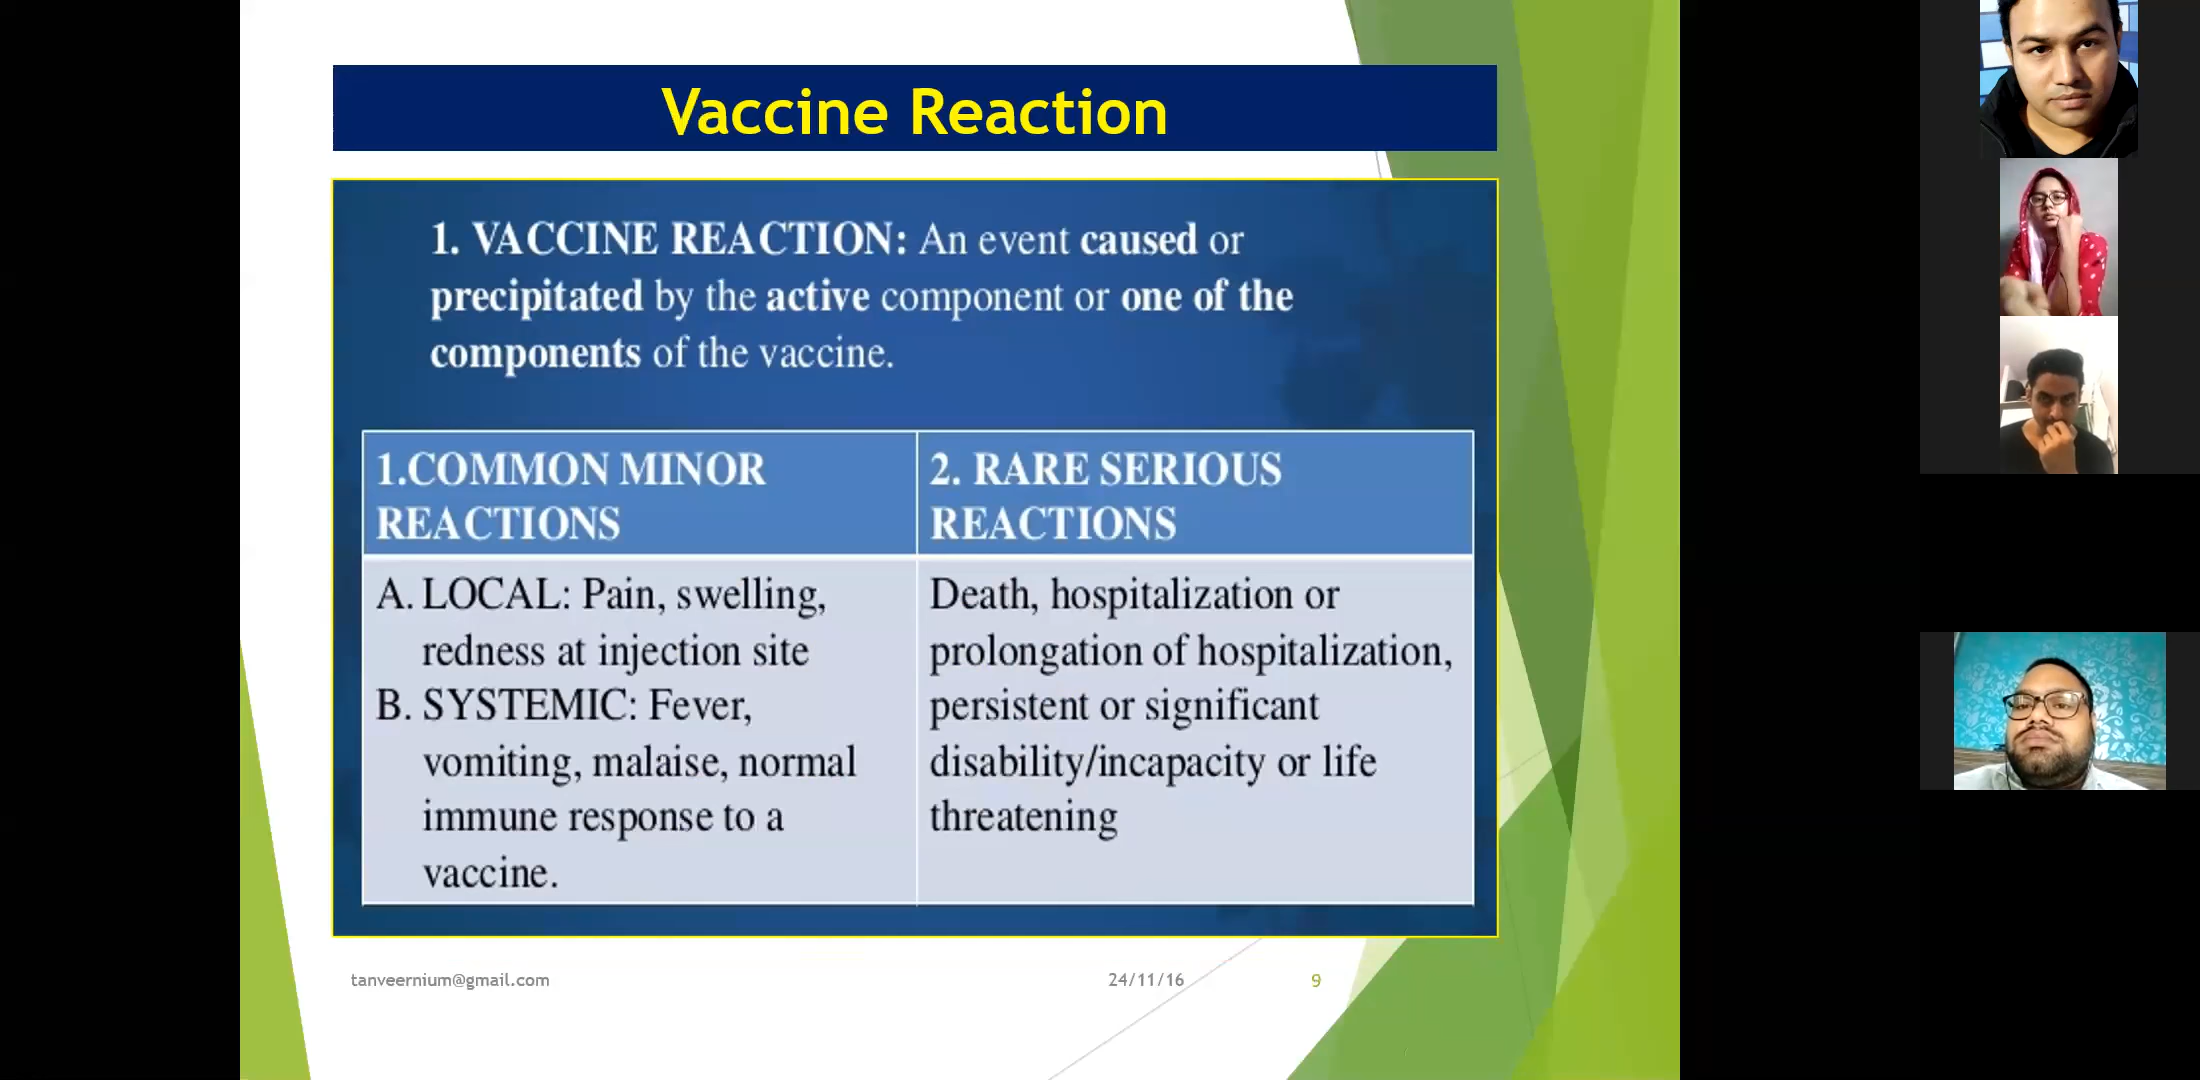 Vaccine Reaction
1. VACCINE REACTION: An event caused or
precipitated by the active component or one of the
components of the vaccine.
1.COMMON MINOR
REACTIONS
A. LOCAL: Pain, swelling,
redness at injection site
B. SYSTEMIC: Fever,
vomiting, malaise, normal
immune response to a
vaccine.
2. RARE SERIOUS
REACTIONS
Death, hospitalization or
prolongation of hospitalization,
persistent or significant
disability/incapacity or life
threatening
tanveernium@gmail.com
24/11/16
9